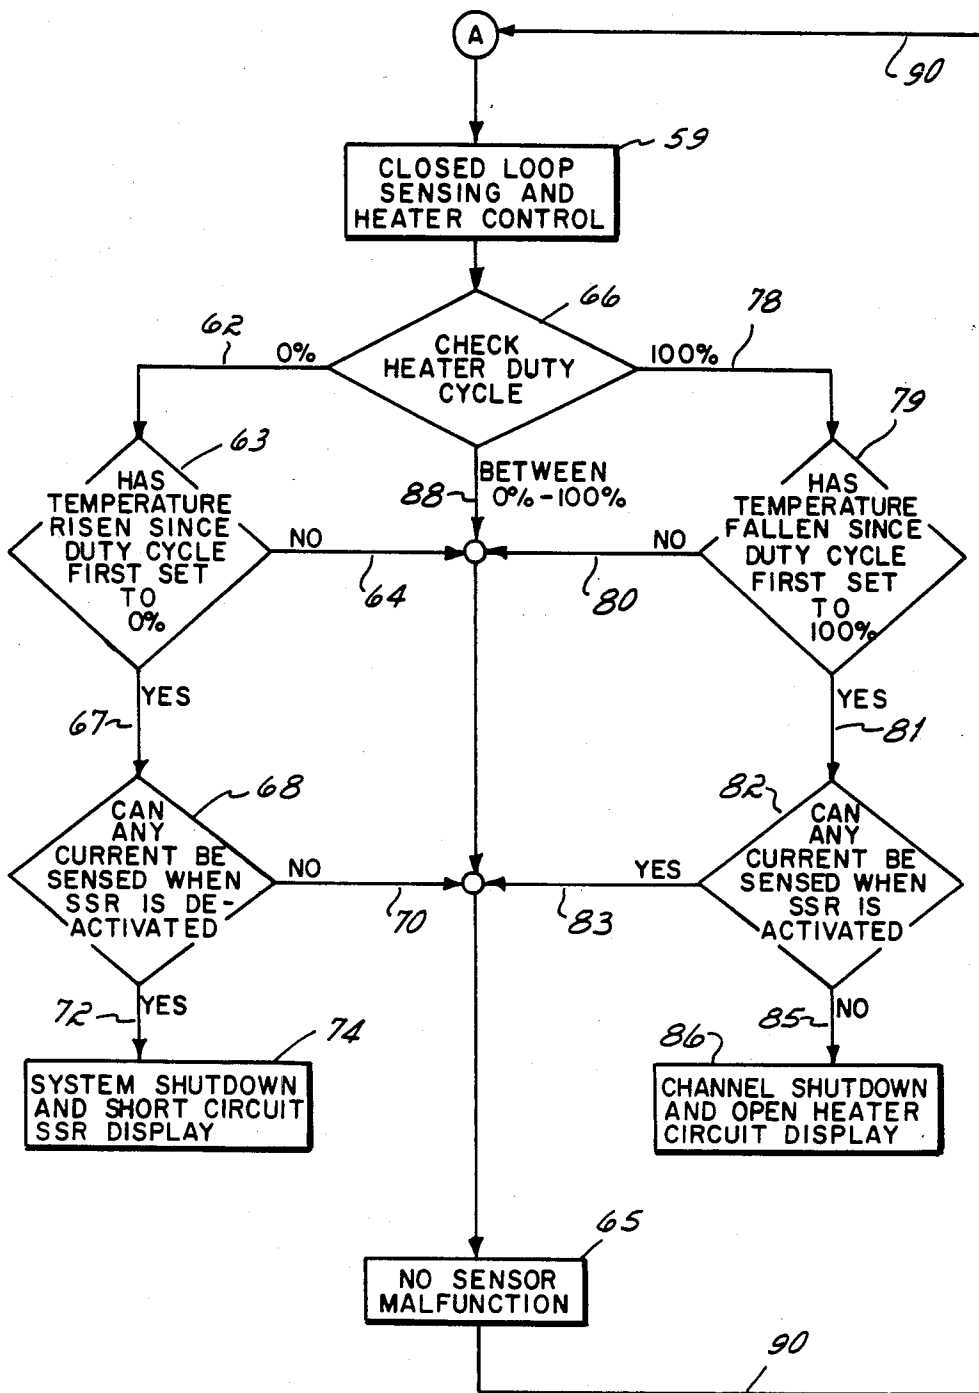 A
90
59
CLOSED LOOP
SENSING AND
HEATER CONTROL
66
78
62
0%
CHECK
HEATER DUTY
CYCLE
100%
79
63
HAS
TEMPERATURE
RISEN SINCE
DUTY CYCLE
FIRST SET
TO
0%
BETWEEN
0%-100%
88
HAS
TEMPERATURE
FALLEN SINCE
DUTY CYCLE
FIRST SET
TO
100%
NO
64
NO
80
YES
67
YES
81
68
82
CAN
ANY
CURRENT BE
SENSED WHEN
SSR IS DE-
ACTIVATED
NO
70
YES
83
CAN
ANY
CURRENT BE
SENSED WHEN
SSR IS
ACTIVATED
YES
72
74
NO
85
86
SYSTEM SHUTDOWN
AND SHORT CIRCUIT
SSR DISPLAY
CHANNEL SHUTDOWN
AND OPEN HEATER
CIRCUIT DISPLAY
65
NO SENSOR
MALFUNCTION
90